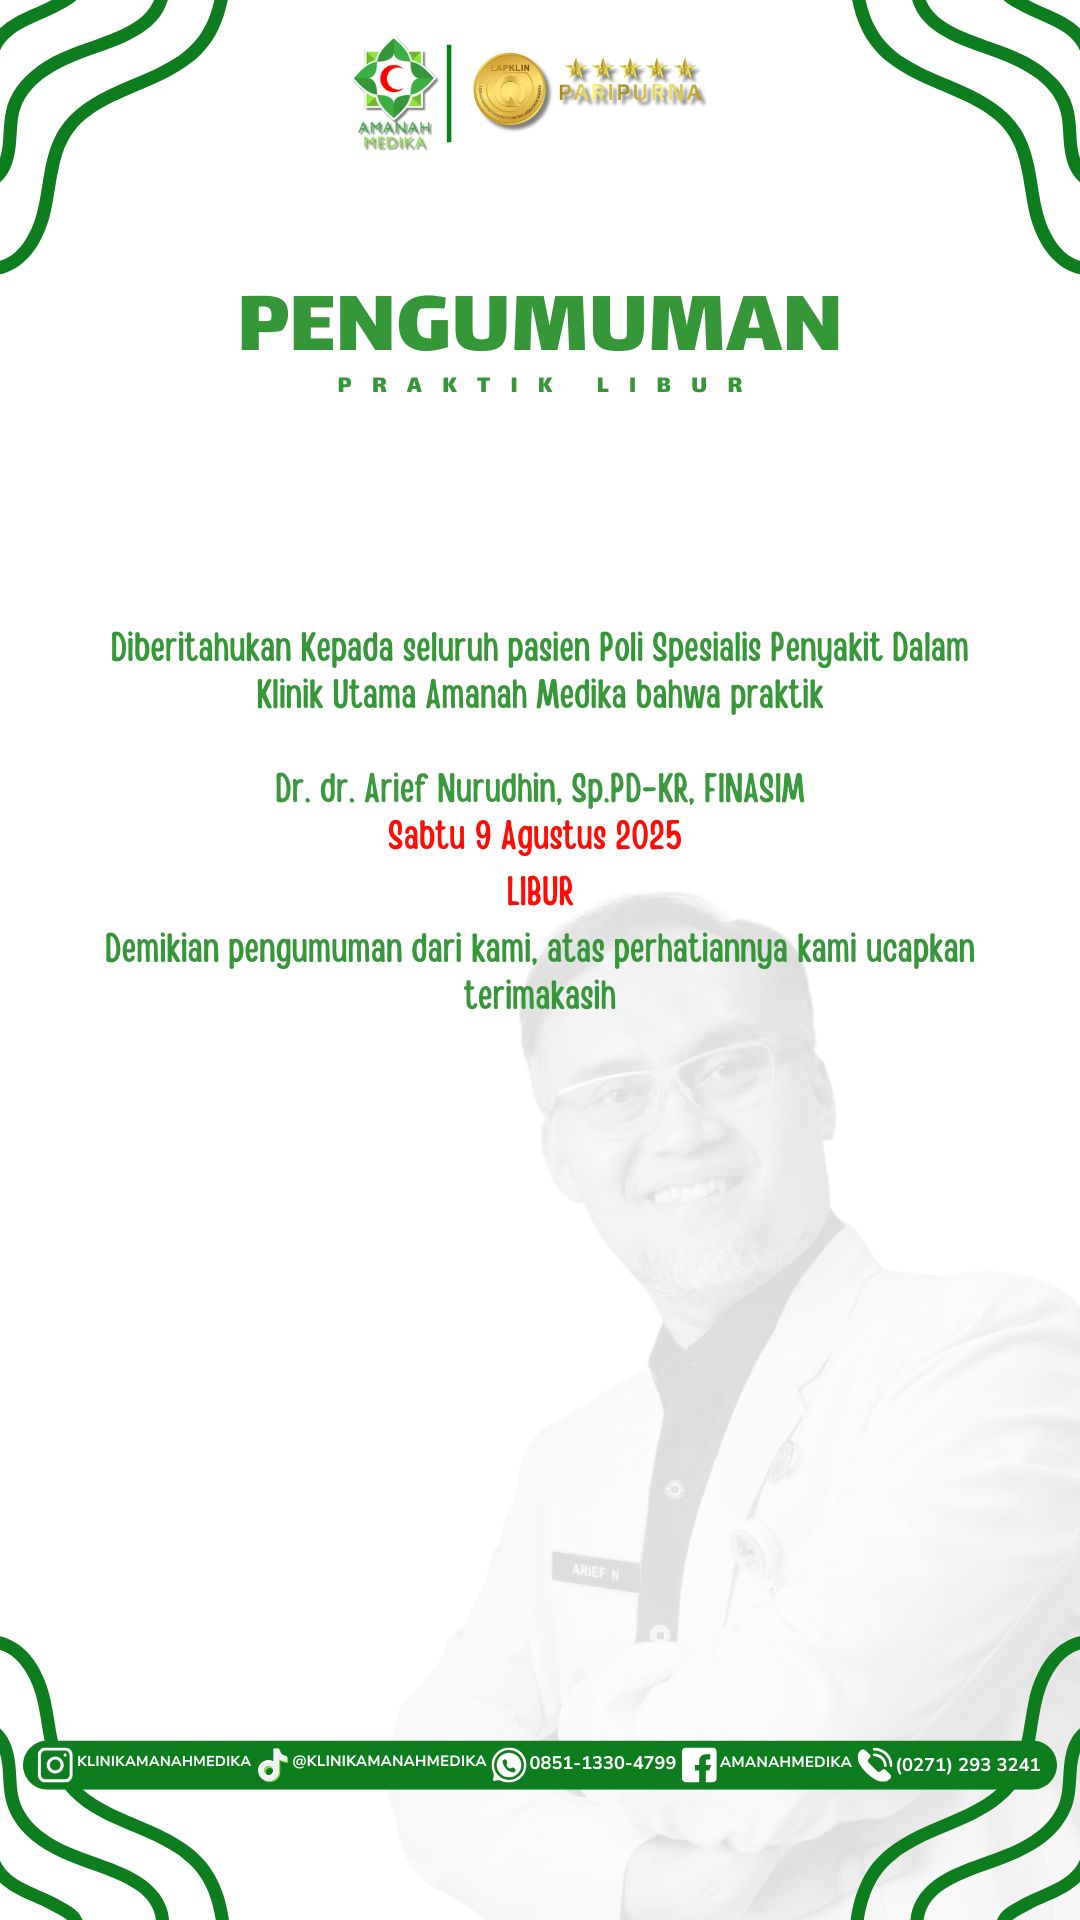 AMANAH
MEDIKA
LAPKLIN
PARIPURNA
PENGUMUMAN
PRAKTIK LIBUR
Diberitahukan Kepada seluruh pasien Poli Spesialis Penyakit Dalam
Klinik Utama Amanah Medika bahwa praktik
Dr. dr. Arief Nurudhin, Sp.PD-KR, FINASIM
Sabtu 9 Agustus 2025
LIBUR
Demikian pengumuman dari kami, atas perhatiannya kami ucapkan
terimakasih
ARIEF N
KLINIKAMANAHMEDIKA @KLINIKAMANAHMEDIKA 0851-1330-4799 AMANAHMEDIKA (0271) 293 3241